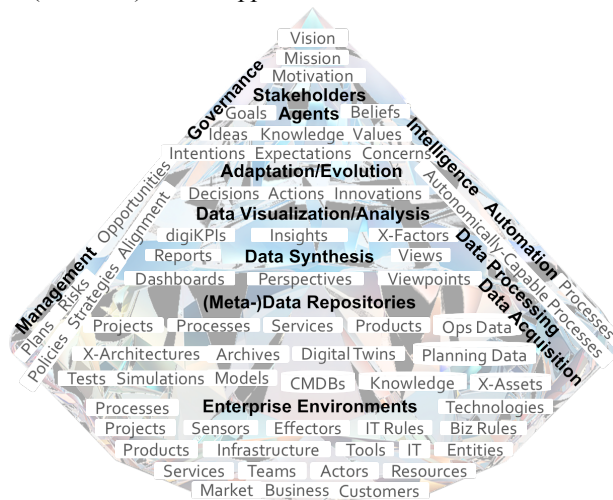 Vision
Mission
Motivation
Stakeholders
Goals Agents Beliefs
Ideas Knowledge Values
Intentions Expectations Concerns
Adaptation/Evolution
Decisions Actions Innovations
Data Visualization/Analysis
digiKPIs Insights X-Factors
Reports Data Synthesis Views
Dashboards Perspectives Viewpoints
(Meta-)Data Repositories
Projects Processes Services Products Ops Data
X-Architectures Archives Digital Twins Planning Data
Tests Simulations Models CMDBs Knowledge X-Assets
Enterprise Environments
Processes Technologies
Projects Sensors Effectors IT Rules Biz Rules
Products Infrastructure Tools IT Entities
Services Teams Actors Resources
Market Business Customers
Governance
Management
Opportunities
Alignment
Plans Risks
Policies Strategies
Intelligence Automation
Autonomically-Capable Processes
Processes
Data Processing
Data Acquisition